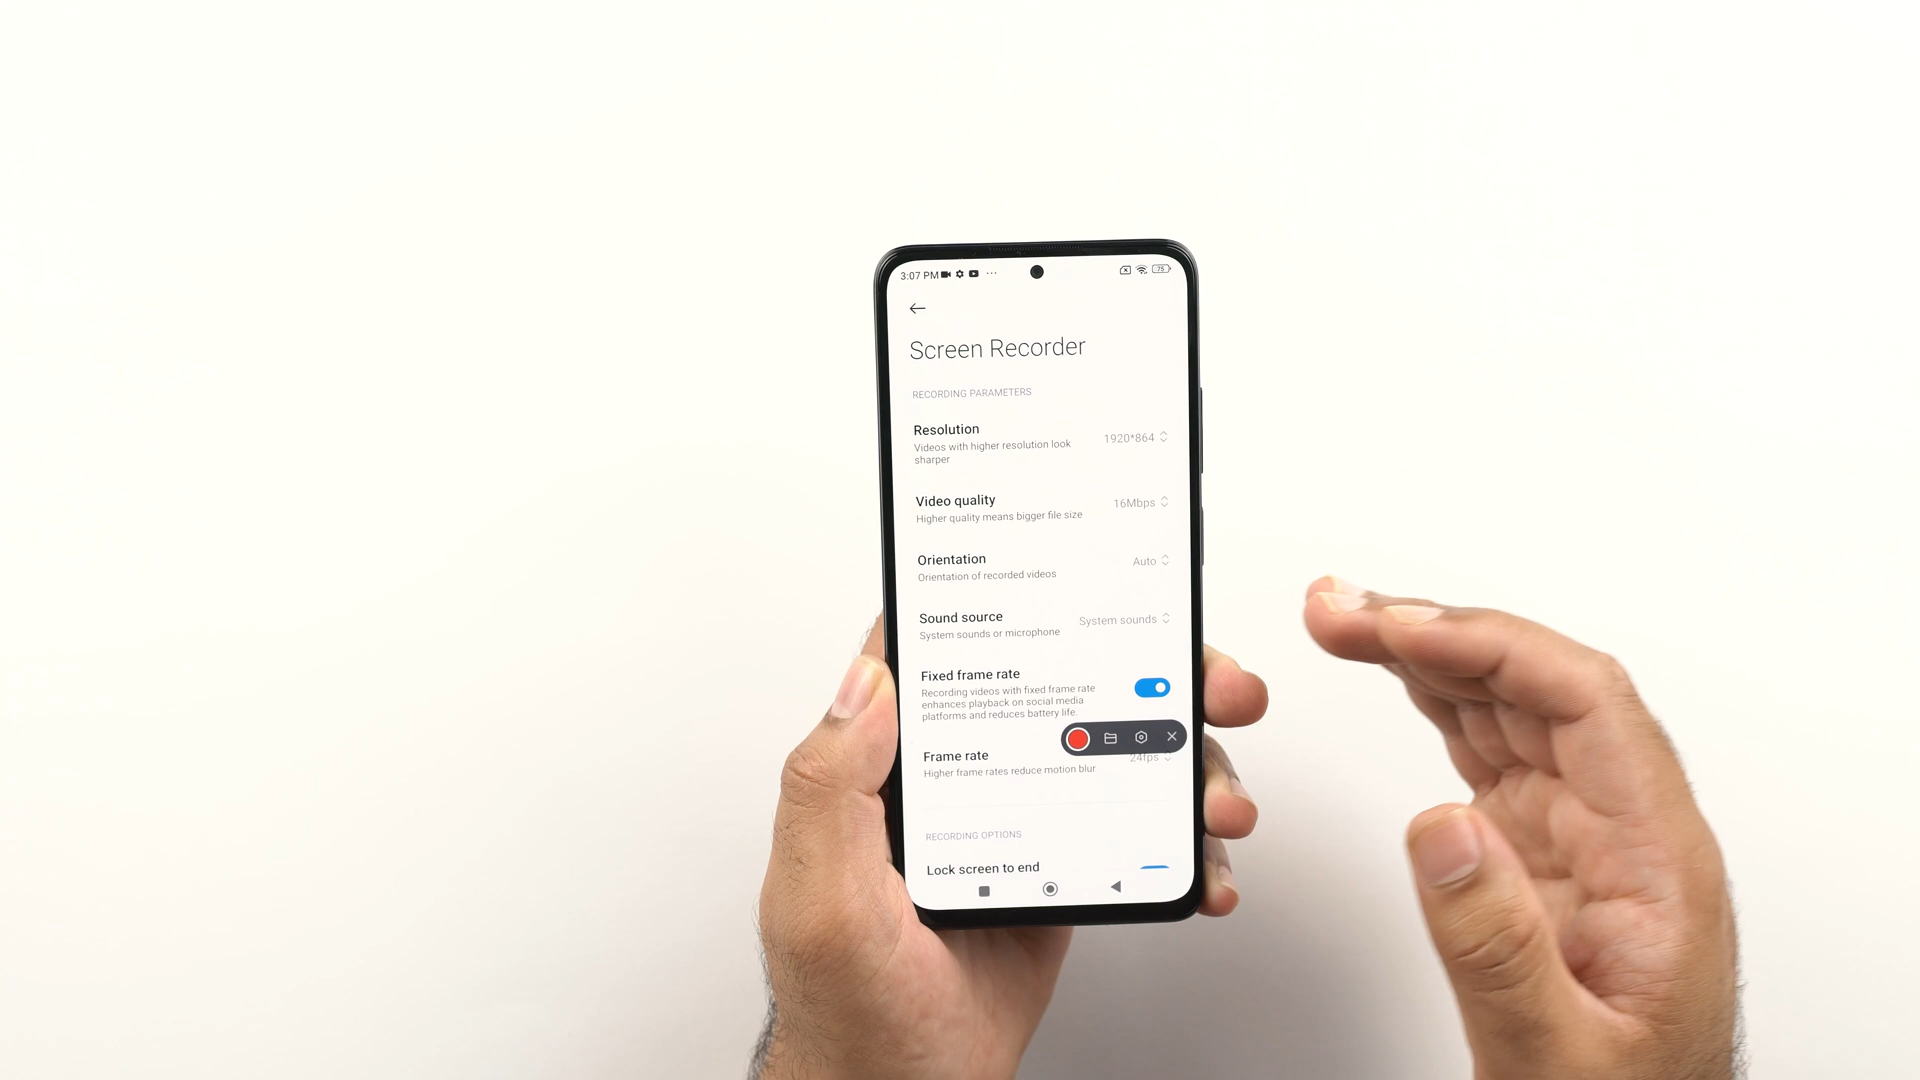 3:07 PM
75
Screen Recorder
RECORDING PARAMETERS
Resolution
Videos with higher resolution look
sharper
1920*864
Video quality
Higher quality means bigger file size
16Mbps
Orientation
Orientation of recorded videos
Auto
Sound source
System sounds or microphone
System sounds
Fixed frame rate
Recording videos with fixed frame rate
enhances playback on social media
platforms and reduces battery life.
Frame rate
Higher frame rates reduce motion blur
24fps
RECORDING OPTIONS
Lock screen to end